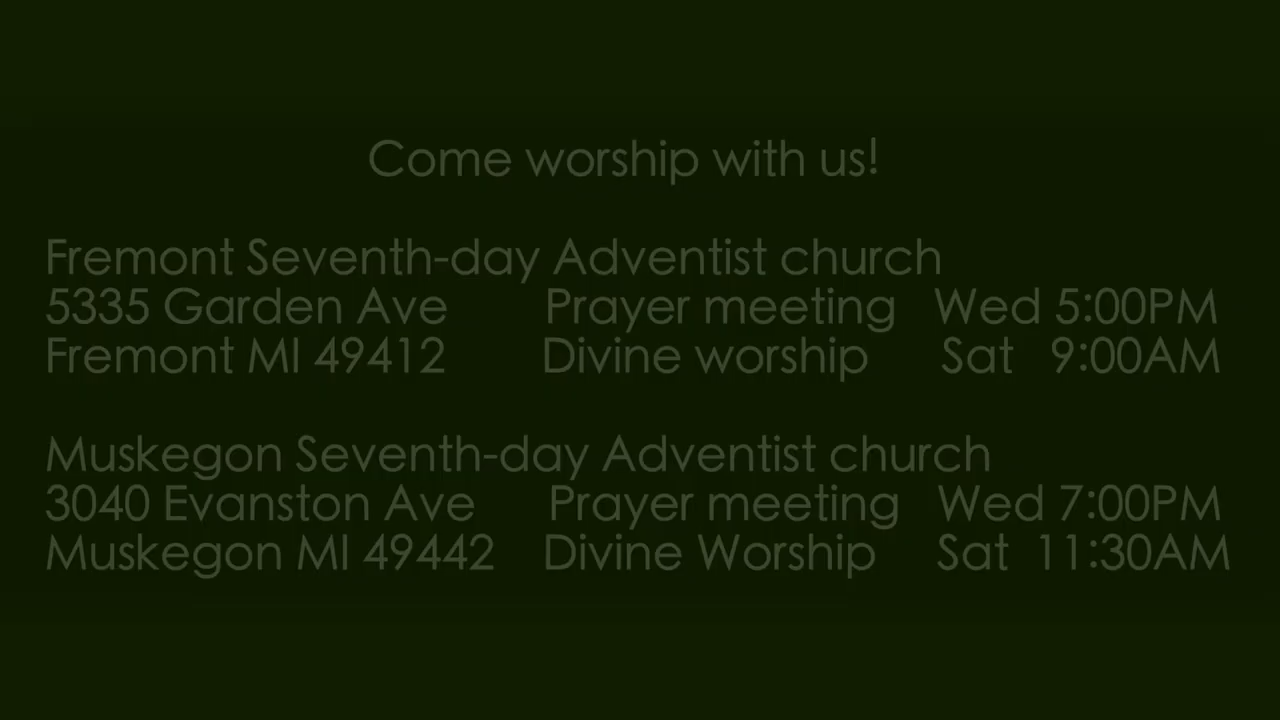 Come worship with us!
Fremont Seventh-day Adventist church
5335 Garden Ave Prayer meeting Wed 5:00PM
Fremont MI 49412 Divine worship Sat 9:00AM
Muskegon Seventh-day Adventist church
3040 Evanston Ave Prayer meeting Wed 7:00PM
Muskegon MI 49442 Divine Worship Sat 11:30AM